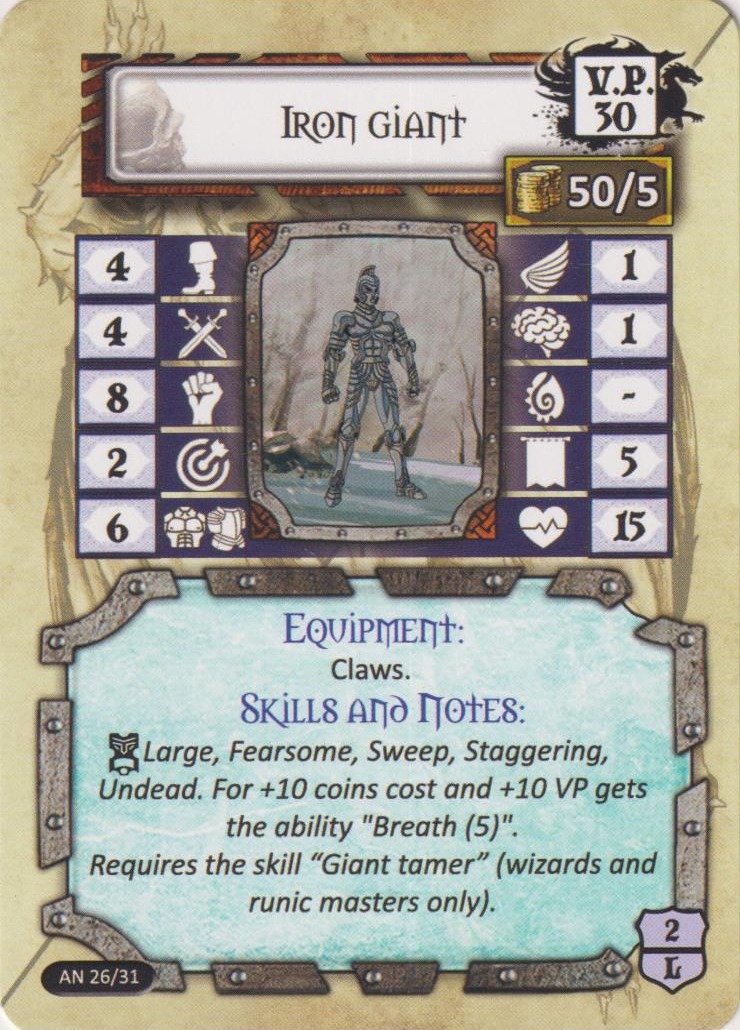 Iron Giant
V.P.
30
50/5
4
1
4
1
8
-
2
5
6
15
Equipment:
Claws.
Skills and Notes:
Large, Fearsome, Sweep, Staggering,
Undead. For +10 coins cost and +10 VP gets
the ability "Breath (5)".
Requires the skill “Giant tamer” (wizards and
runic masters only).
2
L
AN 26/31